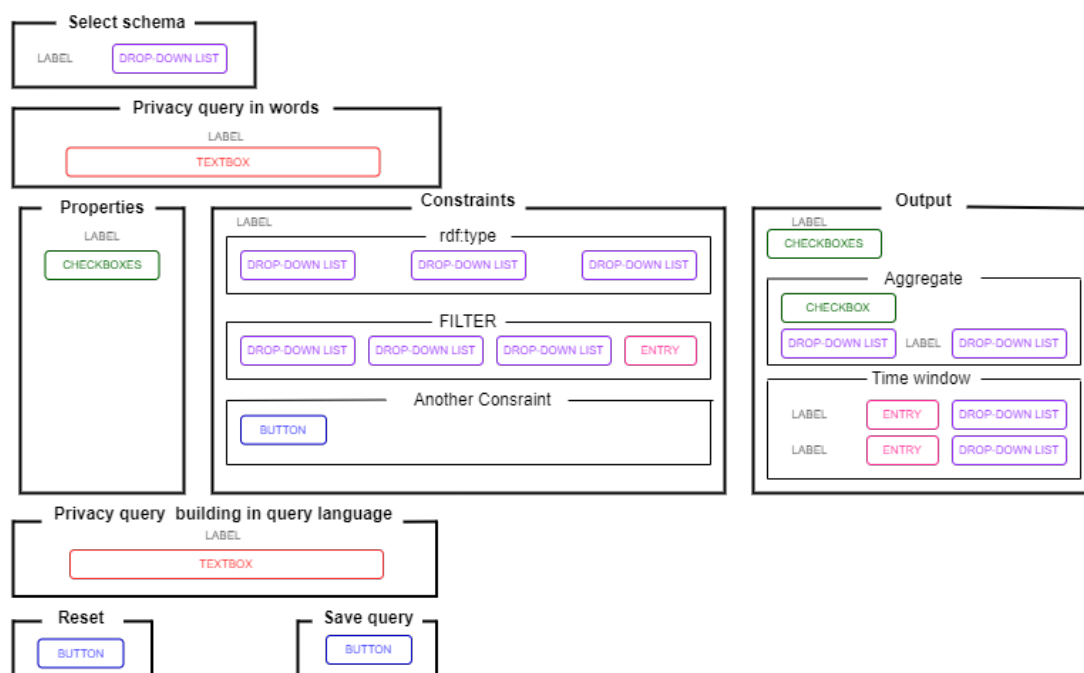 Select schema
LABEL DROP-DOWN LIST
Privacy query in words
LABEL
TEXTBOX
Properties
LABEL
CHECKBOXES
Constraints
LABEL
rdf:type
DROP-DOWN LIST DROP-DOWN LIST DROP-DOWN LIST
FILTER
DROP-DOWN LIST DROP-DOWN LIST DROP-DOWN LIST ENTRY
Another Consraint
BUTTON
Output
LABEL
CHECKBOXES
Aggregate
CHECKBOX
DROP-DOWN LIST LABEL DROP-DOWN LIST
Time window
LABEL ENTRY DROP-DOWN LIST
LABEL ENTRY DROP-DOWN LIST
Privacy query building in query language
LABEL
TEXTBOX
Reset
BUTTON
Save query
BUTTON